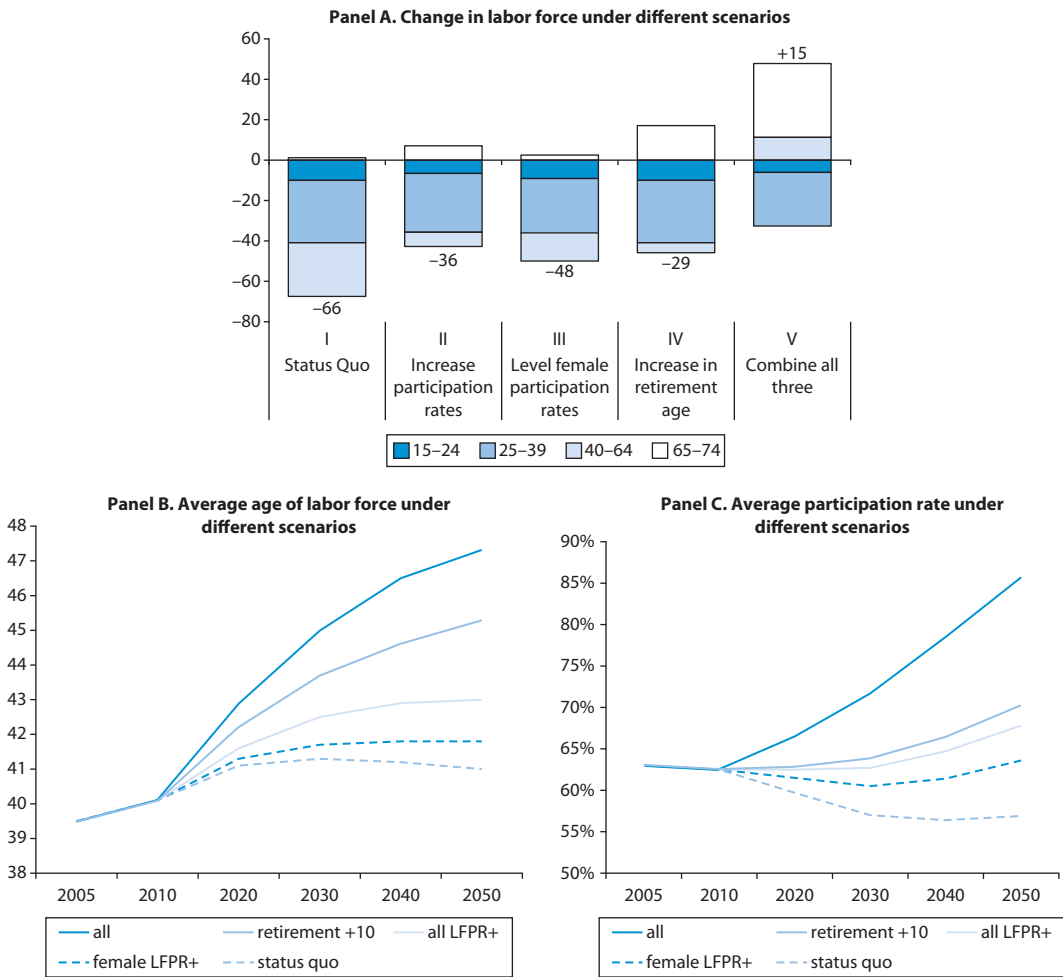 Panel A. Change in labor force under different scenarios
60
40
20
0
–20
–40
–60
–80
–66
–36
–48
–29
+15
I
Status Quo
II
Increase
participation
rates
III
Level female
participation
rates
IV
Increase in
retirement
age
V
Combine all
three
15–24 25–39 40–64 65–74
Panel B. Average age of labor force under
different scenarios
48
47
46
45
44
43
42
41
40
39
38
2005 2010 2020 2030 2040 2050
all retirement +10 all LFPR+
female LFPR+ status quo
Panel C. Average participation rate under
different scenarios
90%
85%
80%
75%
70%
65%
60%
55%
50%
2005 2010 2020 2030 2040 2050
all retirement +10 all LFPR+
female LFPR+ status quo